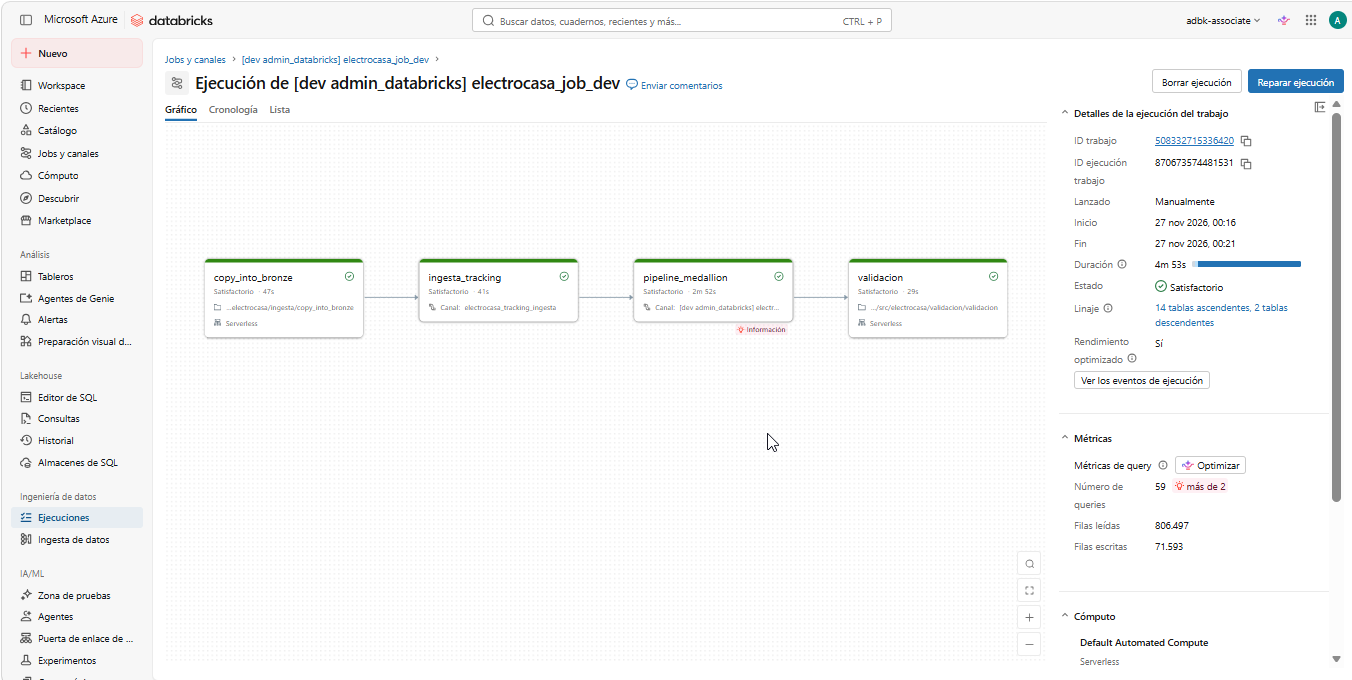 Microsoft Azure
databricks
Buscar datos, cuadernos, recientes y más...
CTRL + P
adbk-associate
A
Nuevo
Workspace
Recientes
Catálogo
Jobs y canales
Cómputo
Descubrir
Marketplace
Análisis
Tableros
Agentes de Genie
Alertas
Preparación visual d...
Lakehouse
Editor de SQL
Consultas
Historial
Almacenes de SQL
Ingeniería de datos
Ejecuciones
Ingesta de datos
IA/ML
Zona de pruebas
Agentes
Puerta de enlace de ...
Experimentos
Jobs y canales > [dev admin_databricks] electrocasa_job_dev >
Ejecución de [dev admin_databricks] electrocasa_job_dev
Enviar comentarios
Borrar ejecución
Reparar ejecución
Gráfico Cronología Lista
copy_into_bronze
Satisfactorio · 47s
...electrocasa/ingesta/copy_into_bronze
Serverless
ingesta_tracking
Satisfactorio · 41s
Canal: electrocasa_tracking_ingesta
pipeline_medallion
Satisfactorio · 2m 52s
Canal: [dev admin_databricks] electr...
Información
validacion
Satisfactorio · 29s
.../src/electrocasa/validacion/validacion
Serverless
Detalles de la ejecución del trabajo
ID trabajo 508332715336420
ID ejecución trabajo 870673574481531
Lanzado Manualmente
Inicio 27 nov 2026, 00:16
Fin 27 nov 2026, 00:21
Duración 4m 53s
Estado Satisfactorio
Linaje 14 tablas ascendentes, 2 tablas
descendentes
Rendimiento optimizado Sí
Ver los eventos de ejecución
Métricas
Métricas de query Optimizar
Número de queries 59 más de 2
Filas leídas 806.497
Filas escritas 71.593
Cómputo
Default Automated Compute
Serverless